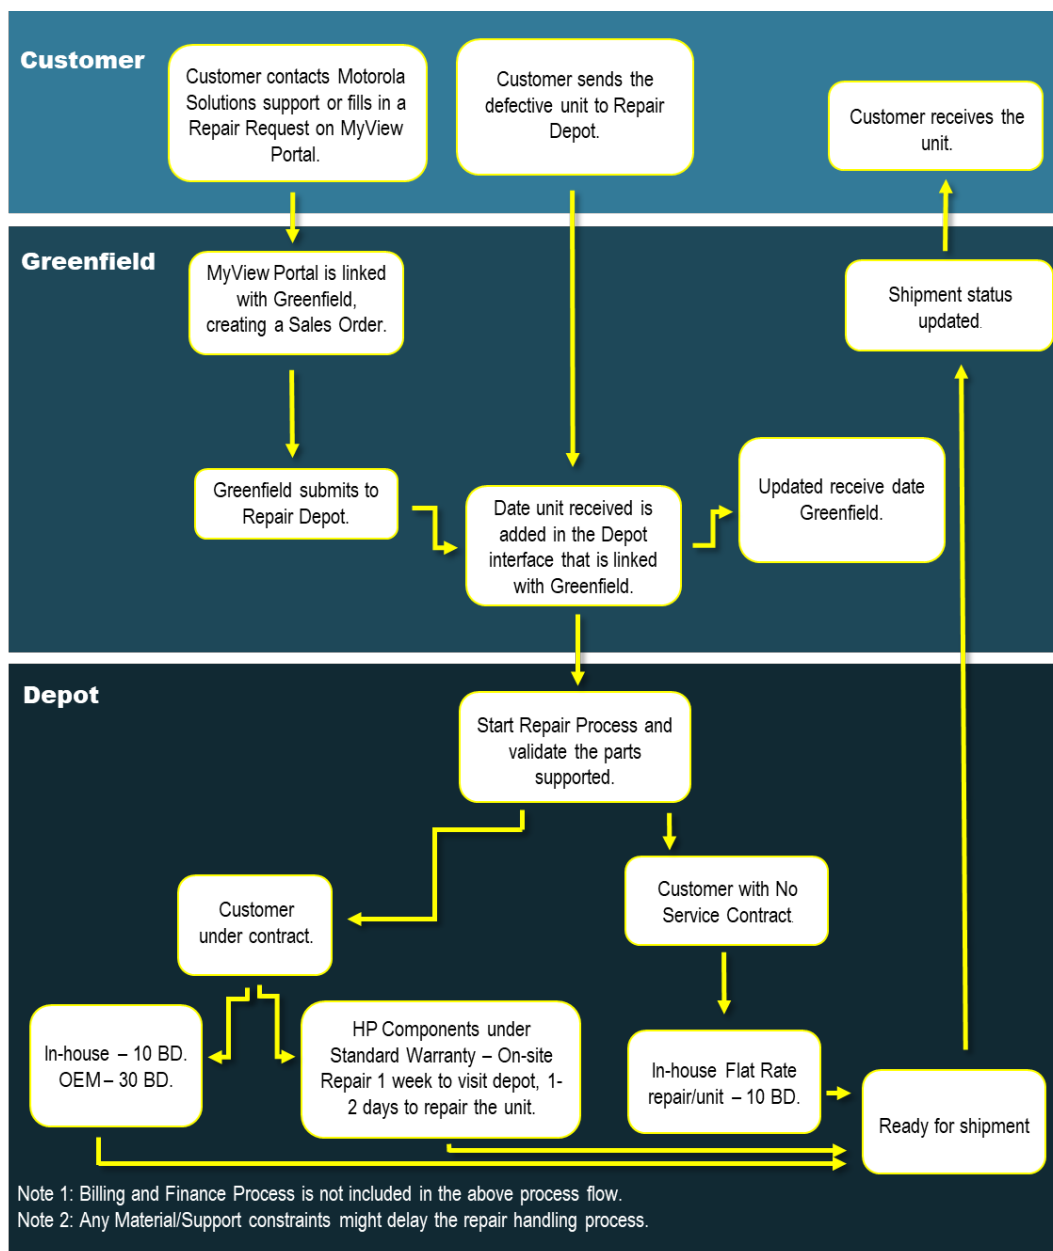 Customer
Customer contacts Motorola
Solutions support or fills in a
Repair Request on MyView
Portal.
Customer sends the
defective unit to Repair
Depot.
Customer receives the
unit.
Greenfield
MyView Portal is linked
with Greenfield,
creating a Sales Order.
Shipment status
updated.
Greenfield submits to
Repair Depot.
Date unit received is
added in the Depot
interface that is linked
with Greenfield.
Updated receive date
Greenfield.
Depot
Start Repair Process and
validate the parts
supported.
Customer
under contract.
Customer with No
Service Contract.
In-house – 10 BD.
OEM – 30 BD.
HP Components under
Standard Warranty – On-site
Repair 1 week to visit depot, 1-
2 days to repair the unit.
In-house Flat Rate
repair/unit – 10 BD.
Ready for shipment
Note 1: Billing and Finance Process is not included in the above process flow.
Note 2: Any Material/Support constraints might delay the repair handling process.